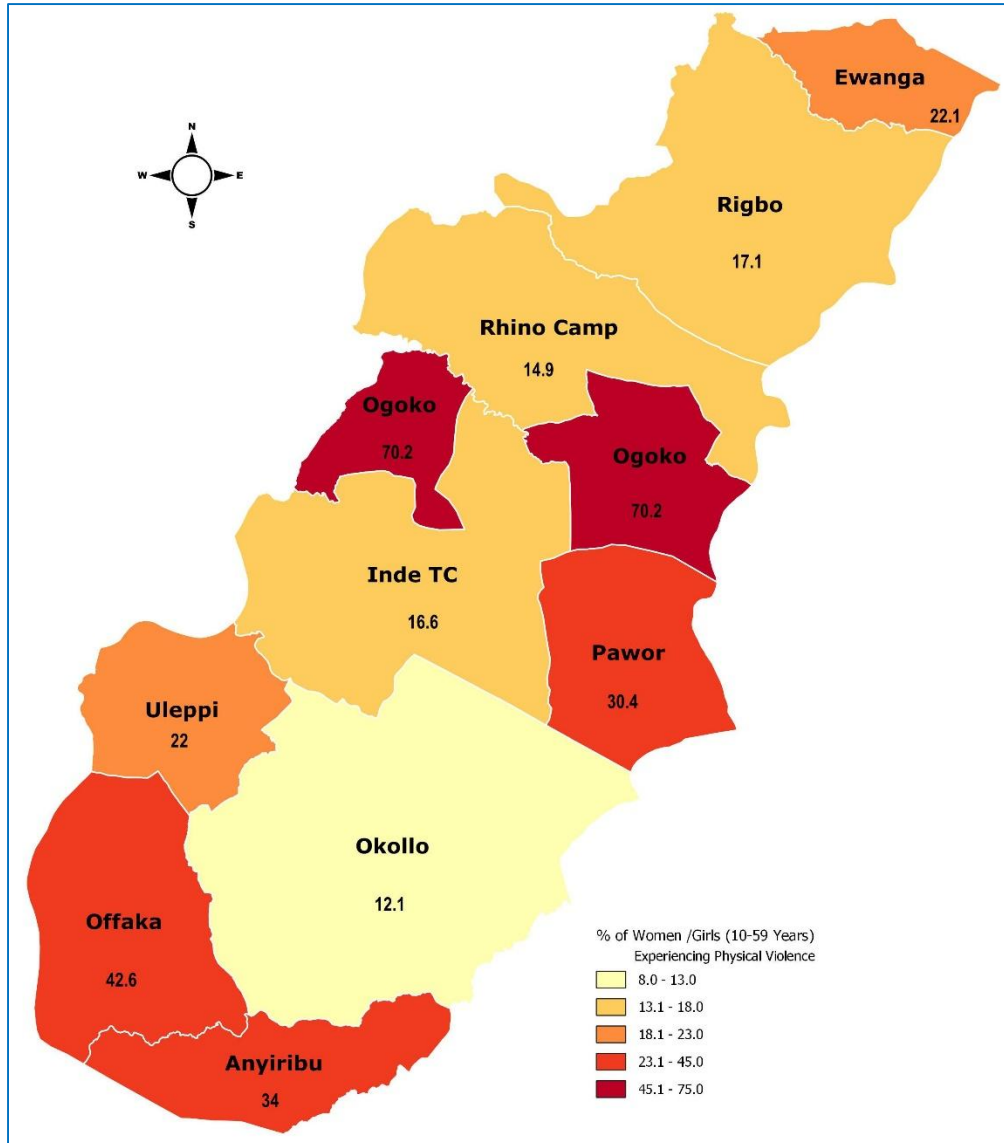 Ewanga
22.1
N
W E
S
Rigbo
17.1
Rhino Camp
14.9
Ogoko
70.2
Ogoko
70.2
Inde TC
16.6
Pawor
30.4
Uleppi
22
Okollo
12.1
Offaka
42.6
Anyiribu
34
% of Women /Girls (10-59 Years)
Experiencing Physical Violence
8.0 - 13.0
13.1 - 18.0
18.1 - 23.0
23.1 - 45.0
45.1 - 75.0